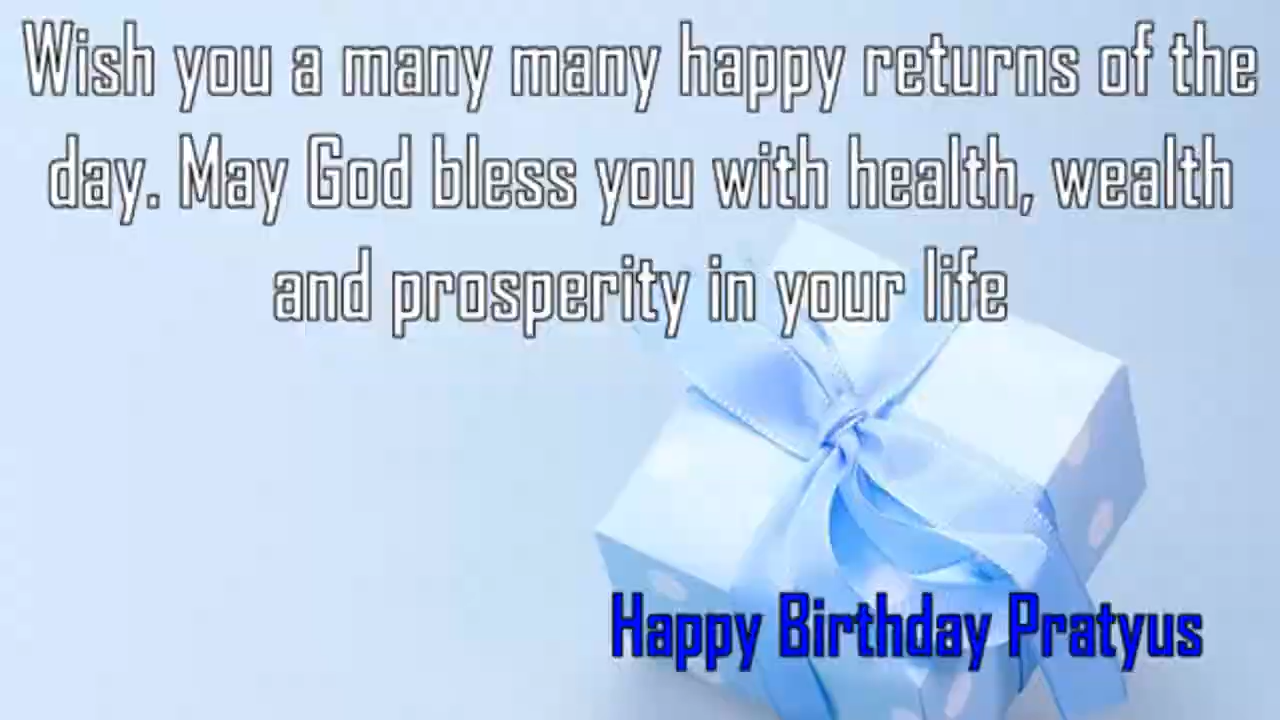 Wish you a many many happy returns of the
day. May God bless you with health, wealth
and prosperity in your life
Happy Birthday Pratyus